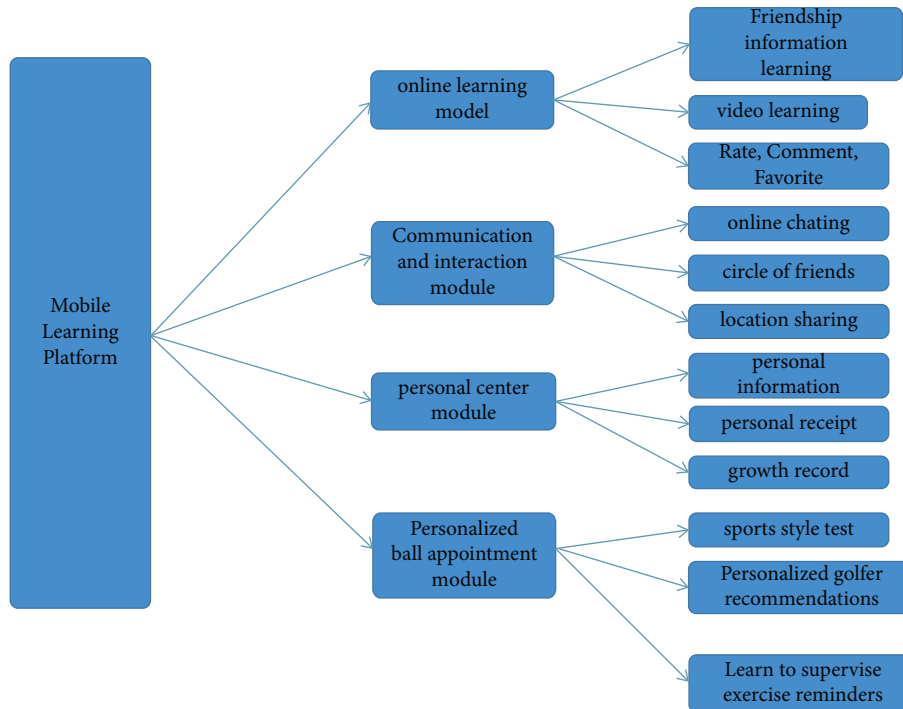 Mobile
Learning
Platform
online learning
model
Friendship
information
learning
video learning
Rate, Comment,
Favorite
Communication
and interaction
module
online chating
circle of friends
location sharing
personal center
module
personal
information
personal receipt
growth record
Personalized
ball appointment
module
sports style test
Personalized golfer
recommendations
Learn to supervise
exercise reminders